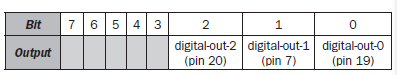 Bit 7 6 5 4 3 2 1 0
Output digital-out-2 digital-out-1 digital-out-0
(pin 20) (pin 7) (pin 19)